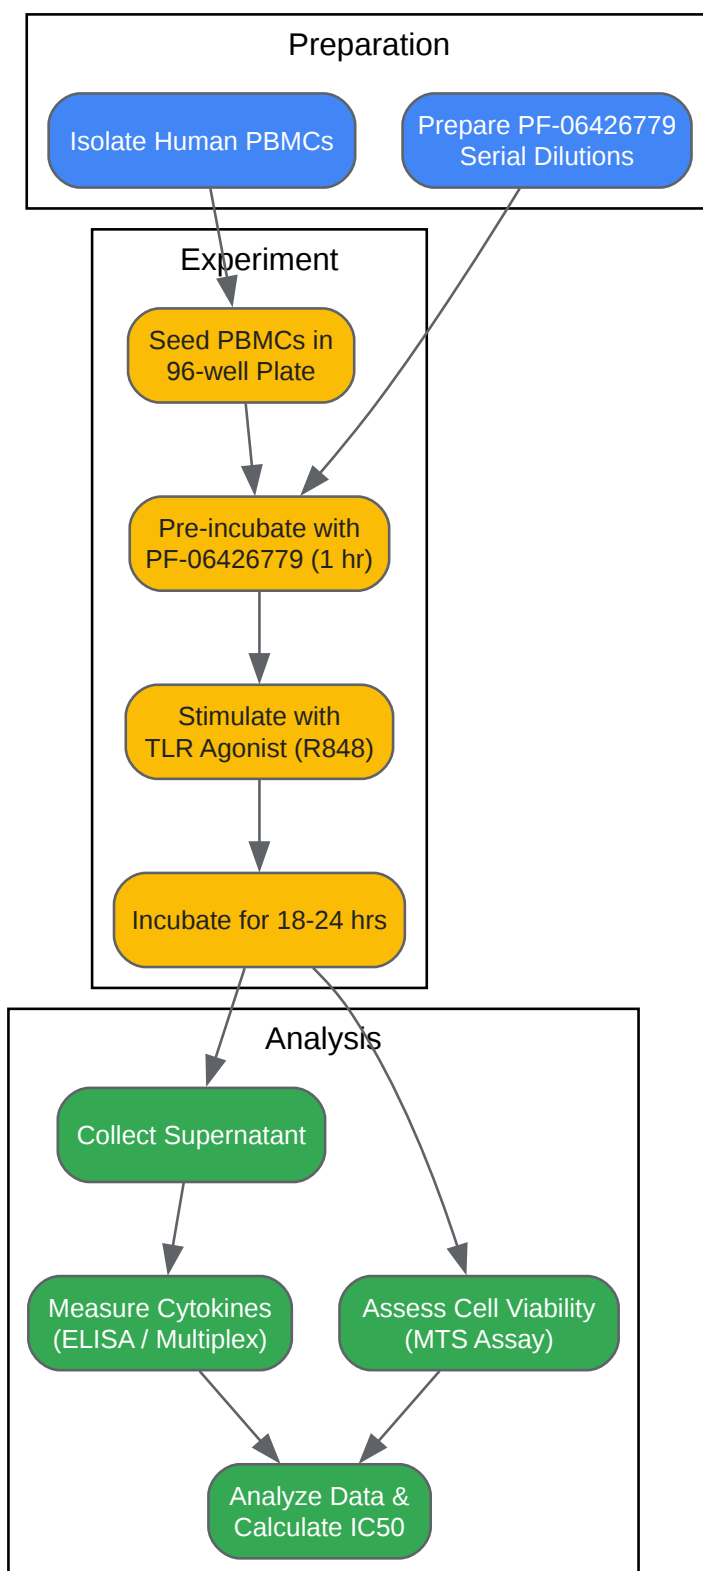 Preparation
Isolate Human PBMCs
Prepare PF-06426779
Serial Dilutions
Experiment
Seed PBMCs in
96-well Plate
Pre-incubate with
PF-06426779 (1 hr)
Stimulate with
TLR Agonist (R848)
Incubate for 18-24 hrs
Analysis
Collect Supernatant
Measure Cytokines
(ELISA / Multiplex)
Assess Cell Viability
(MTS Assay)
Analyze Data &
Calculate IC50